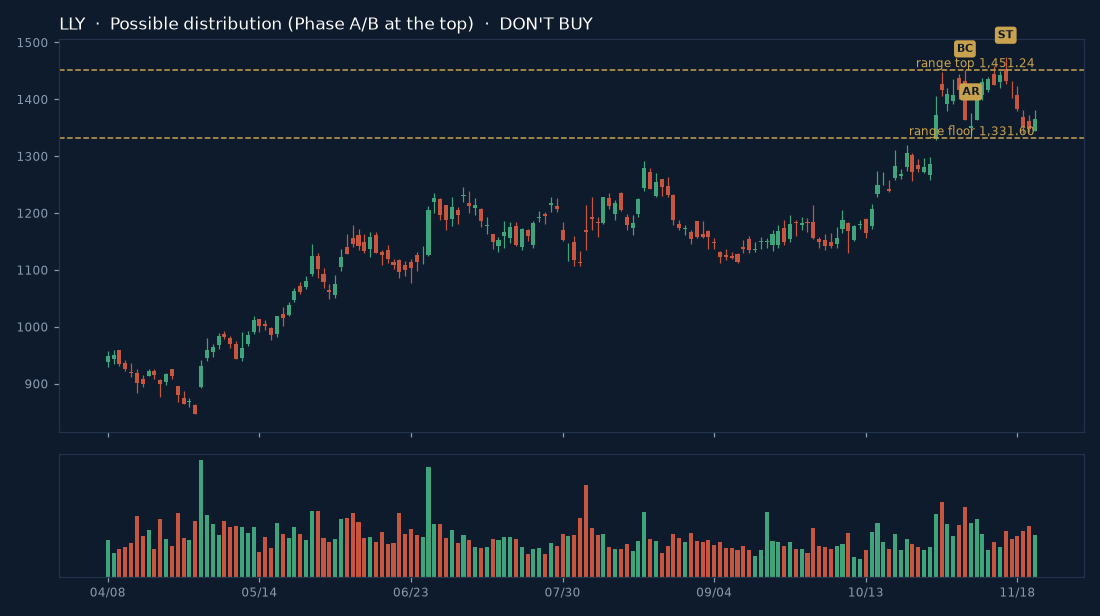 LLY · Possible distribution (Phase A/B at the top) · DON'T BUY
ST
BC
range top 1,451.24
AR
range floor 1,331.60
1500
1400
1300
1200
1100
1000
900
04/08
05/14
06/23
07/30
09/04
10/13
11/18